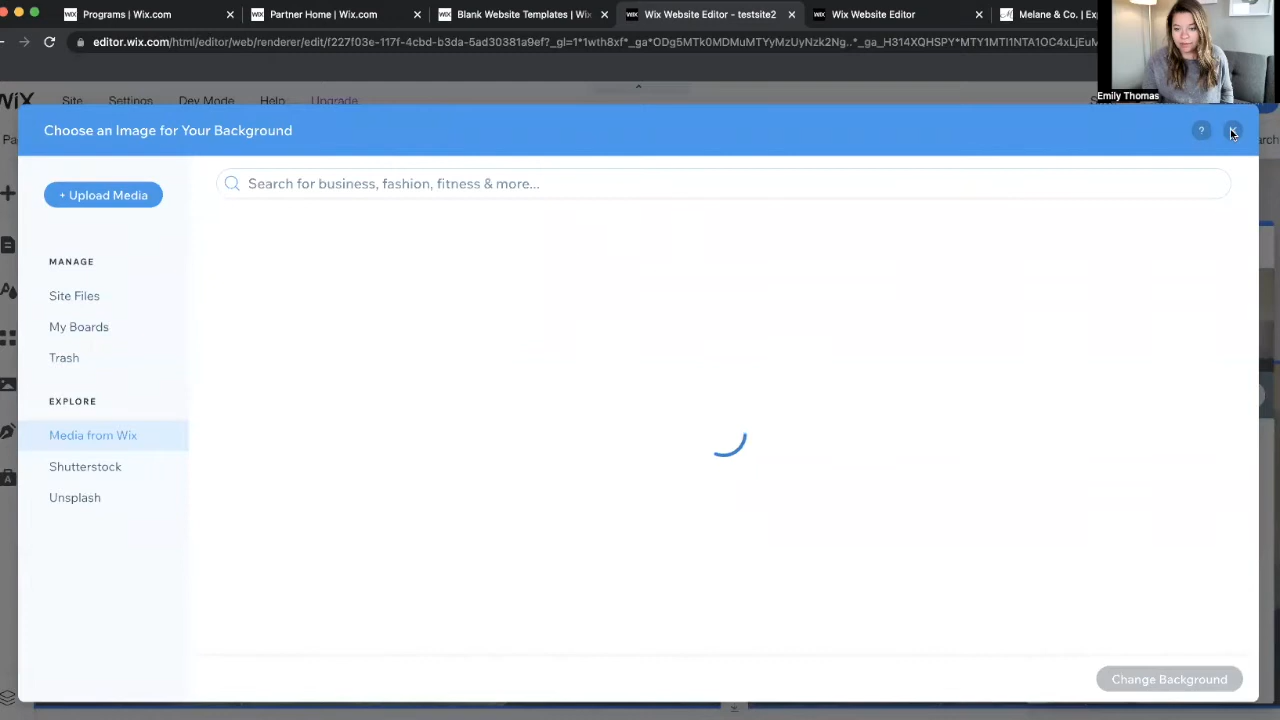 Programs | Wix.com
Partner Home | Wix.com
Blank Website Templates | Wi
Wix Website Editor - testsite2
Wix Website Editor
Melane & Co. | Ex
editor.wix.com/html/editor/web/renderer/edit/f227f03e-117f-4cbd-b3da-5ad30381a9ef?_gl=1*1wth8xf*_ga*ODg5MTk0MDMuMTYyMzUyNzk2Ng..*_ga_H314XQHSPY*MTY1MTI1NTA1OC4xLjEuM
Emily Thomas
WIX
Site
Settings
Dev Mode
Help
Upgrade
Choose an Image for Your Background
?
Pa
arch
+ Upload Media
Search for business, fashion, fitness & more...
MANAGE
Site Files
My Boards
Trash
EXPLORE
Media from Wix
Shutterstock
Unsplash
Change Background